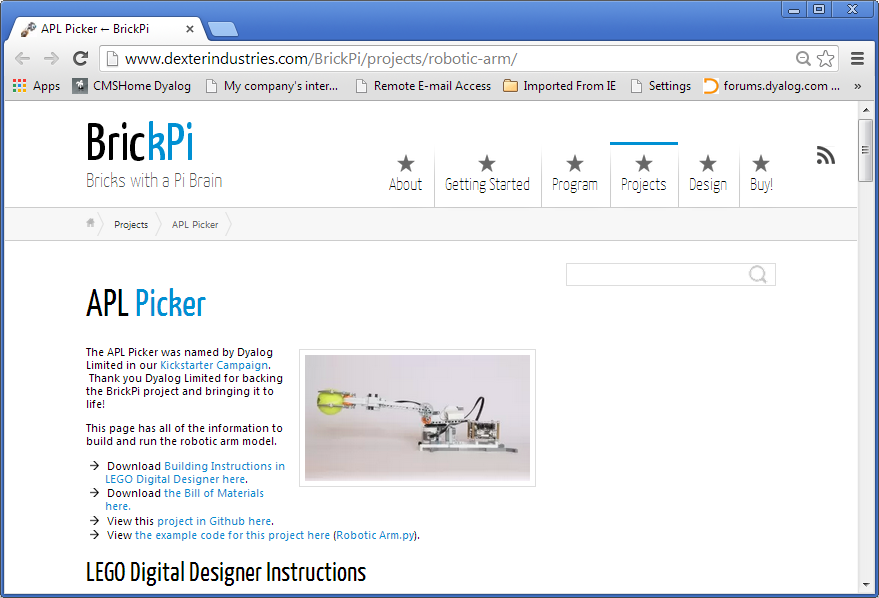 APL Picker ← BrickPi
www.dexterindustries.com/BrickPi/projects/robotic-arm/
Apps CMSHome Dyalog My company's inter... Remote E-mail Access Imported From IE Settings forums.dyalog.com ... »
BrickPi
Bricks with a Pi Brain
About Getting Started Program Projects Design Buy!
Projects APL Picker
APL Picker
The APL Picker was named by Dyalog
Limited in our Kickstarter Campaign.
Thank you Dyalog Limited for backing
the BrickPi project and bringing it to
life!
This page has all of the information to
build and run the robotic arm model.
Download Building Instructions in
LEGO Digital Designer here.
Download the Bill of Materials
here.
View this project in Github here.
View the example code for this project here (Robotic Arm.py).
LEGO Digital Designer Instructions